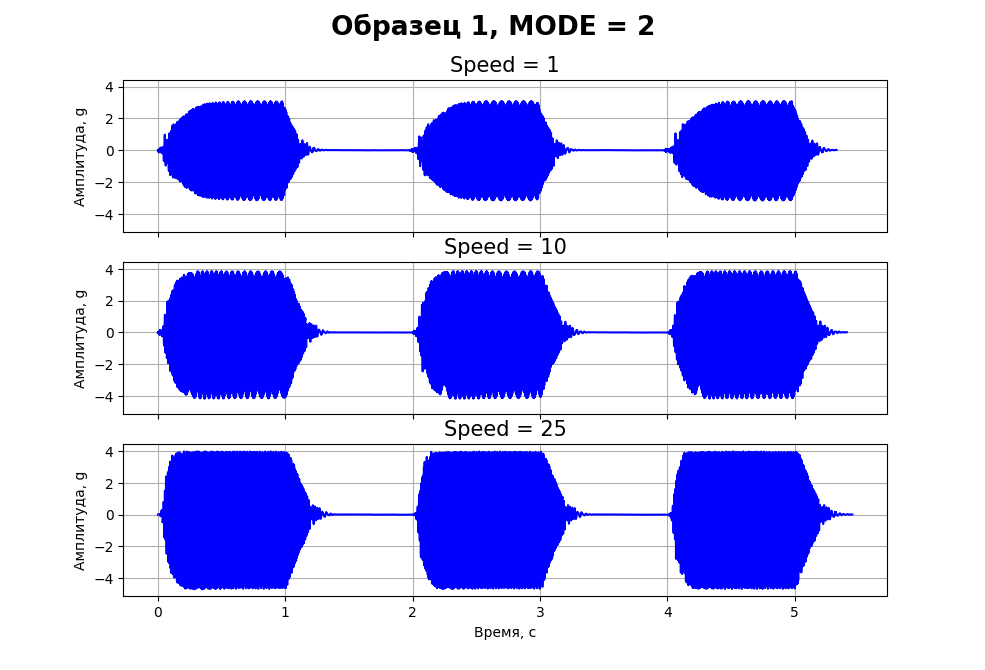 Образец 1, MODE = 2
Speed = 1
4
2
0
−2
−4
Амплитуда, g
Speed = 10
4
2
0
−2
−4
Амплитуда, g
Speed = 25
4
2
0
−2
−4
Амплитуда, g
0 1 2 3 4 5
Время, с